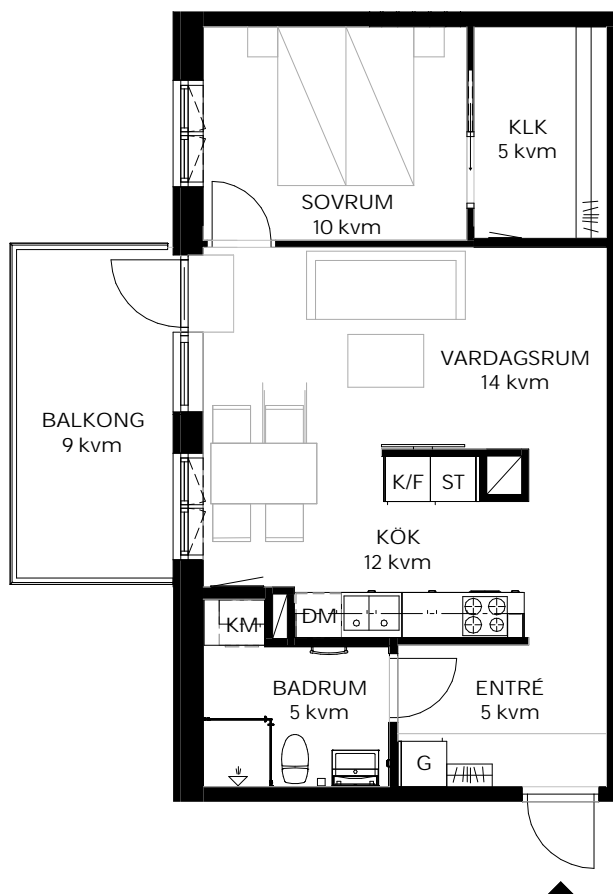 KLK
5 kvm
SOVRUM
10 kvm
VARDAGSRUM
14 kvm
BALKONG
9 kvm
K/F
ST
KÖK
12 kvm
KM
DM
BADRUM
5 kvm
ENTRÉ
5 kvm
G